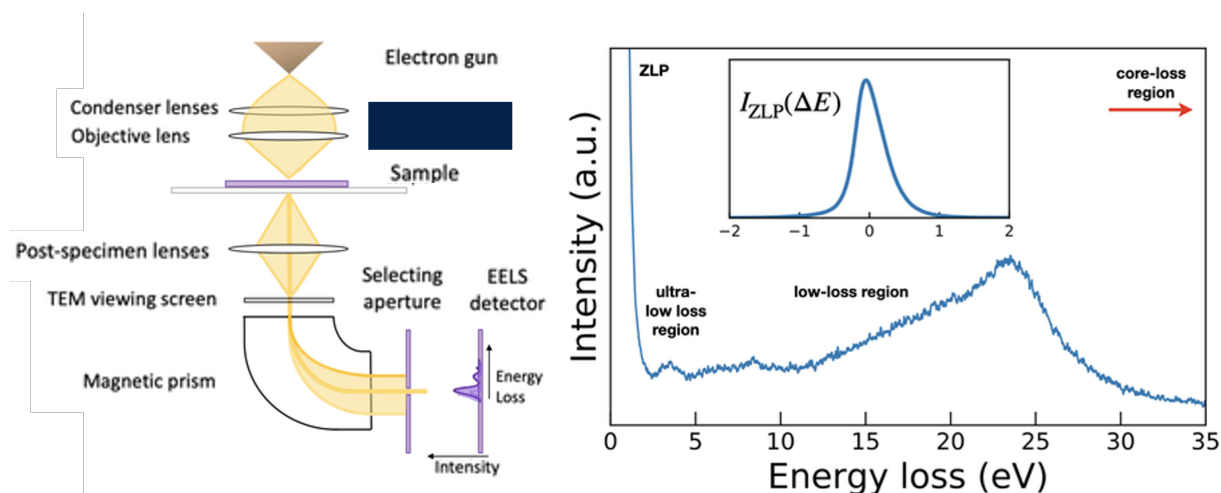 Electron gun
Condenser lenses
Objective lens
Sample
Post-specimen lenses
Selecting
aperture
EELS
detector
TEM viewing screen
Magnetic prism
Energy
Loss
Intensity
Intensity (a.u.)
ZLP
I_ZLP(ΔE)
−2 −1 0 1 2
core-loss
region
ultra-
low loss
region
low-loss region
0 5 10 15 20 25 30 35
Energy loss (eV)